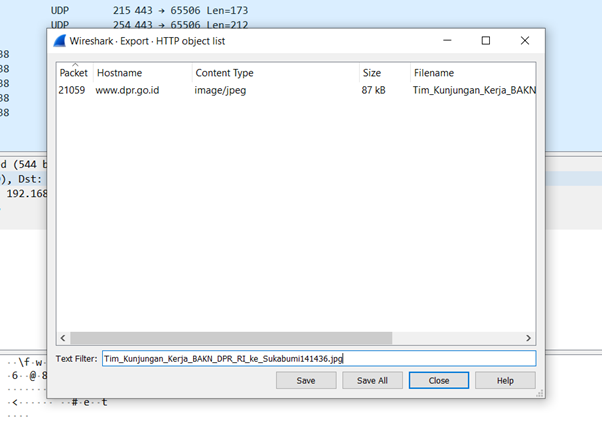 UDP 215 443 → 65506 Len=173
UDP 254 443 → 65506 Len=212
Wireshark · Export · HTTP object list
Packet Hostname Content Type Size Filename
21059 www.dpr.go.id image/jpeg 87 kB Tim_Kunjungan_Kerja_BAKN
38
38
38
38
38
d (544 b
), Dst:
192.168
Text Filter: Tim_Kunjungan_Kerja_BAKN_DPR_RI_ke_Sukabumi141436.jpg
Save Save All Close Help
··\f·w
6··@·8
·<······ ··#·e··t